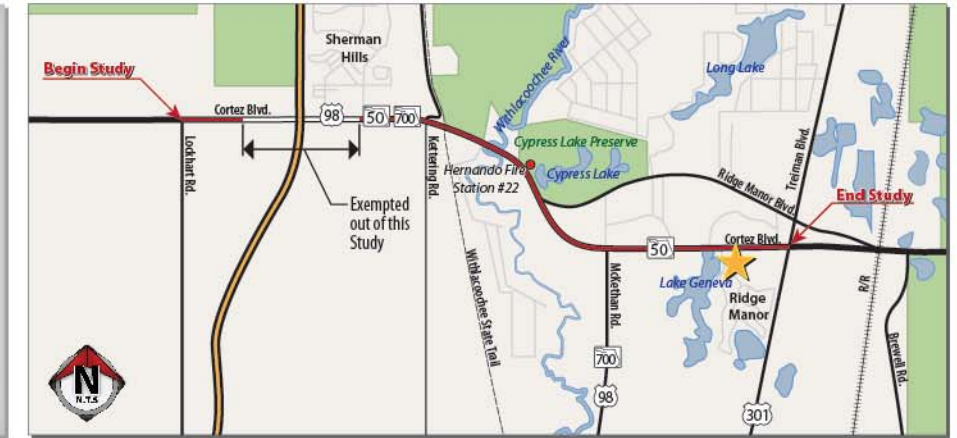 Sherman
Hills
Begin Study
Cortez Blvd.
98
50
700
Lockhart Rd.
Exempted
out of this
Study
Kettering Rd.
Withlacoochee River
Long Lake
Cypress Lake Preserve
Cypress Lake
Hernando Fire
Station #22
Withlacoochee State Trail
Treiman Blvd.
Ridge Manor Blvd.
End Study
Cortez Blvd.
50
Lake Geneva
Ridge
Manor
McKethan Rd.
700
98
301
R/R
Brewell Rd.
N
N.T.S